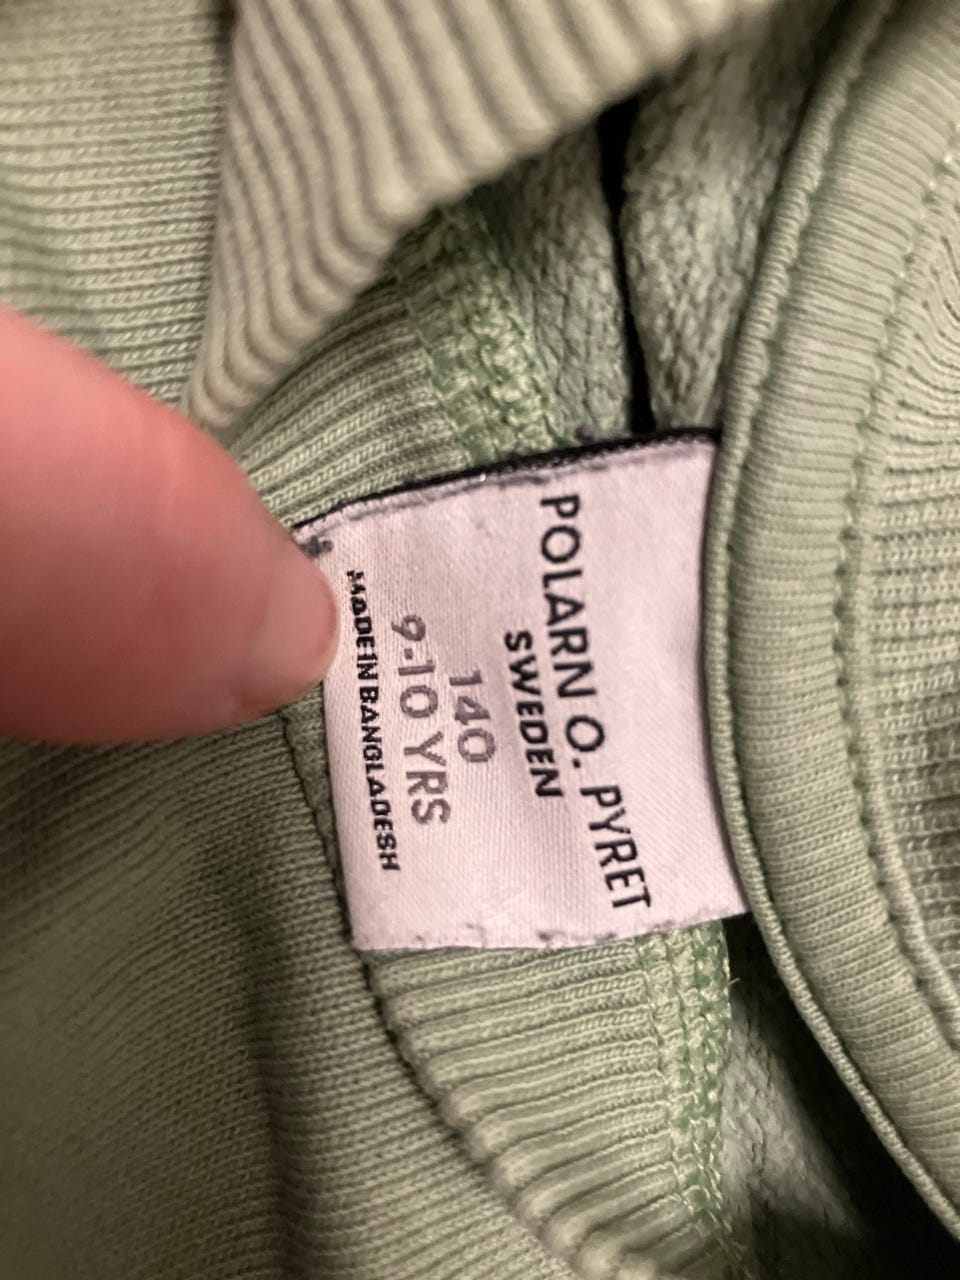 POLARN O. PYRET
SWEDEN
140
9-10 YRS
MADE IN BANGLADESH